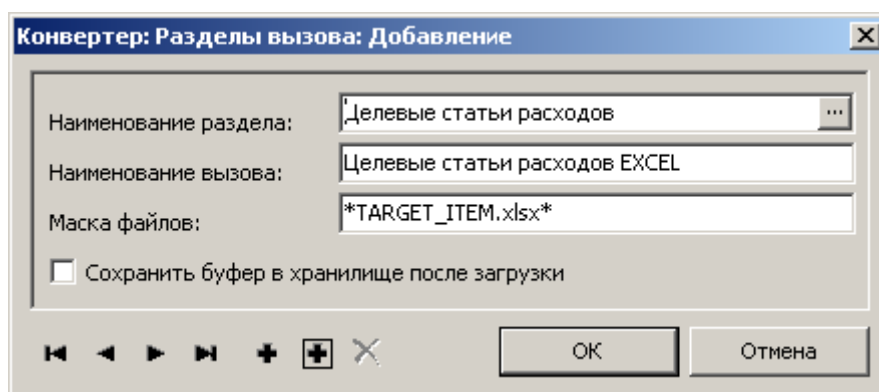 Конвертер: Разделы вызова: Добавление
Наименование раздела: Целевые статьи расходов ...
Наименование вызова: Целевые статьи расходов EXCEL
Маска файлов: *TARGET_ITEM.xlsx*
Сохранить буфер в хранилище после загрузки
ОК Отмена